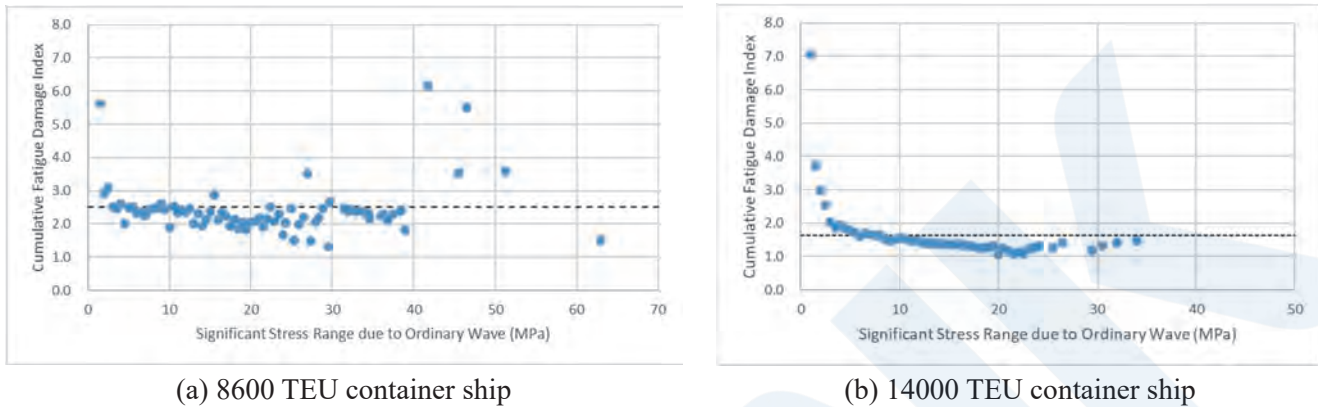 8.0
7.0
6.0
5.0
4.0
3.0
2.0
1.0
0.0
Cumulative Fatigue Damage Index
0 10 20 30 40 50 60 70
Significant Stress Range due to Ordinary Wave (MPa)
(a) 8600 TEU container ship
8.0
7.0
6.0
5.0
4.0
3.0
2.0
1.0
0.0
Cumulative Fatigue Damage Index
0 10 20 30 40 50
Significant Stress Range due to Ordinary Wave (MPa)
(b) 14000 TEU container ship